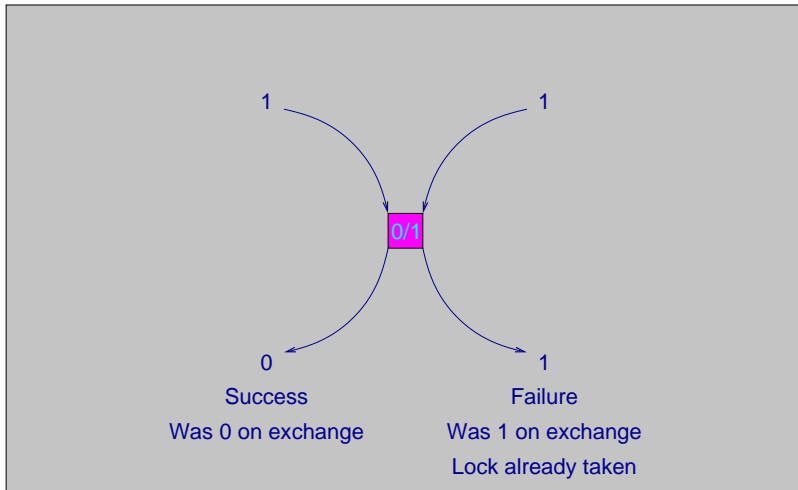 1 1
0/1
0 1
Success Failure
Was 0 on exchange Was 1 on exchange
Lock already taken